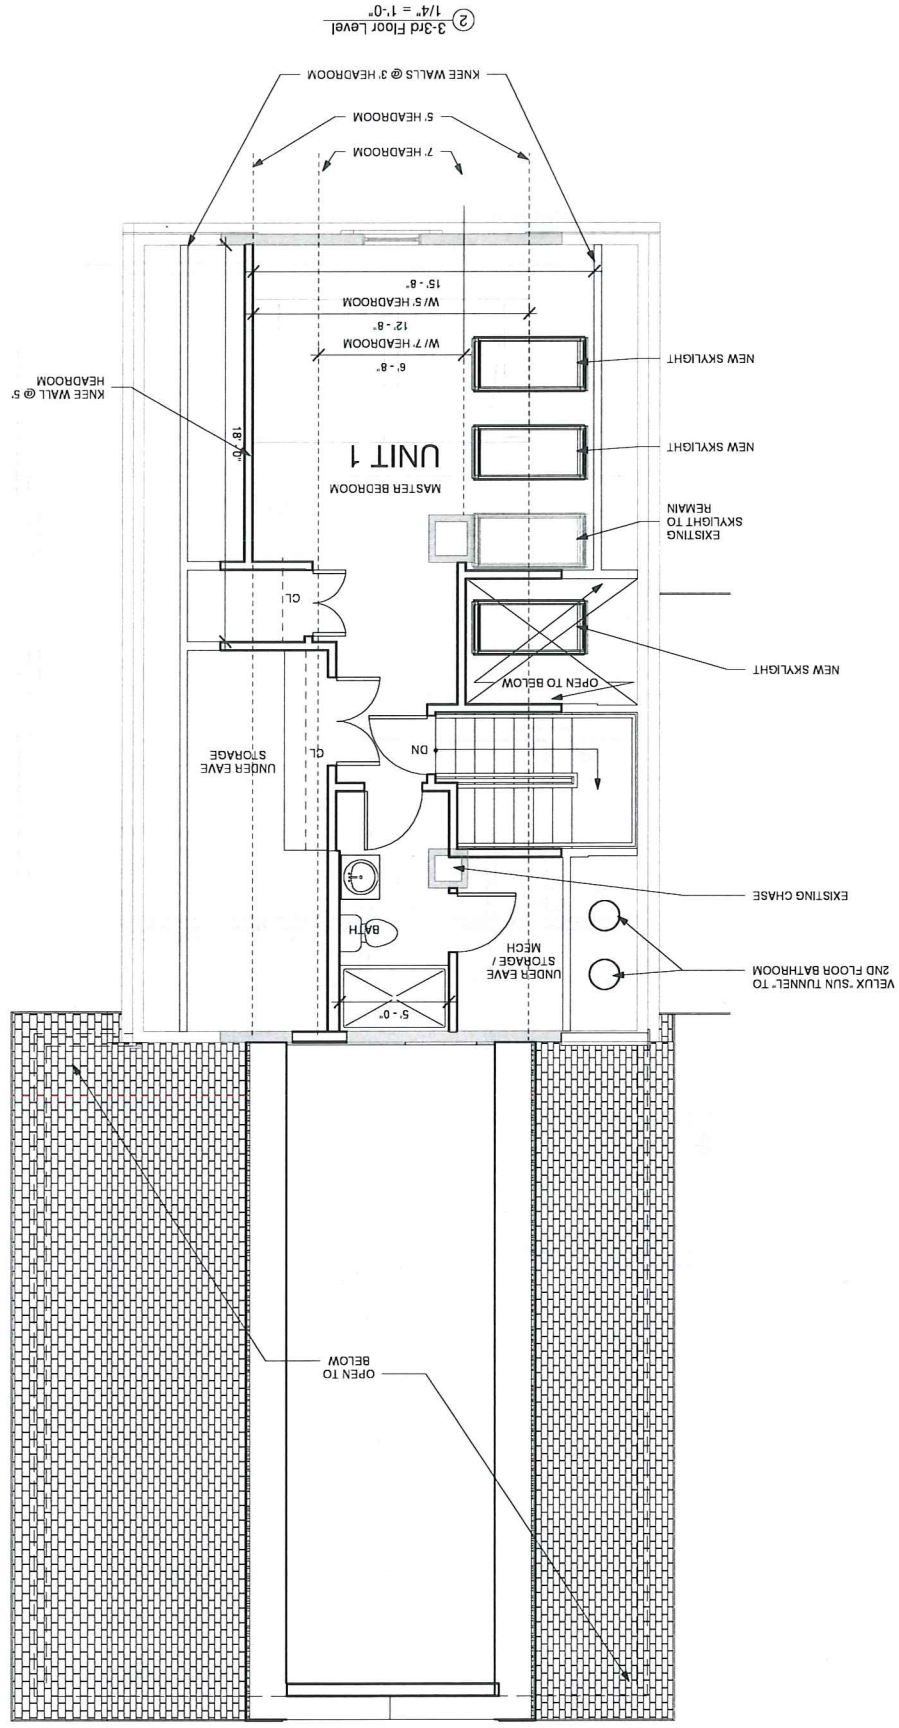 OPEN TO
BELOW
5' - 0"
VELUX "SUN TUNNEL" TO
2ND FLOOR BATHROOM
UNDER EAVE
STORAGE /
MECH
BATH
EXISTING CHASE
UNDER EAVE
STORAGE
CL
DN
OPEN TO BELOW
NEW SKYLIGHT
CL
EXISTING
SKYLIGHT TO
REMAIN
MASTER BEDROOM
UNIT 1
NEW SKYLIGHT
18' - 0"
KNEE WALL @ 5'
HEADROOM
NEW SKYLIGHT
6' - 8"
W/ 7' HEADROOM
12' - 8"
W/ 5' HEADROOM
15' - 8"
7' HEADROOM
5' HEADROOM
KNEE WALLS @ 3' HEADROOM
2
3-3rd Floor Level
1/4" = 1'-0"